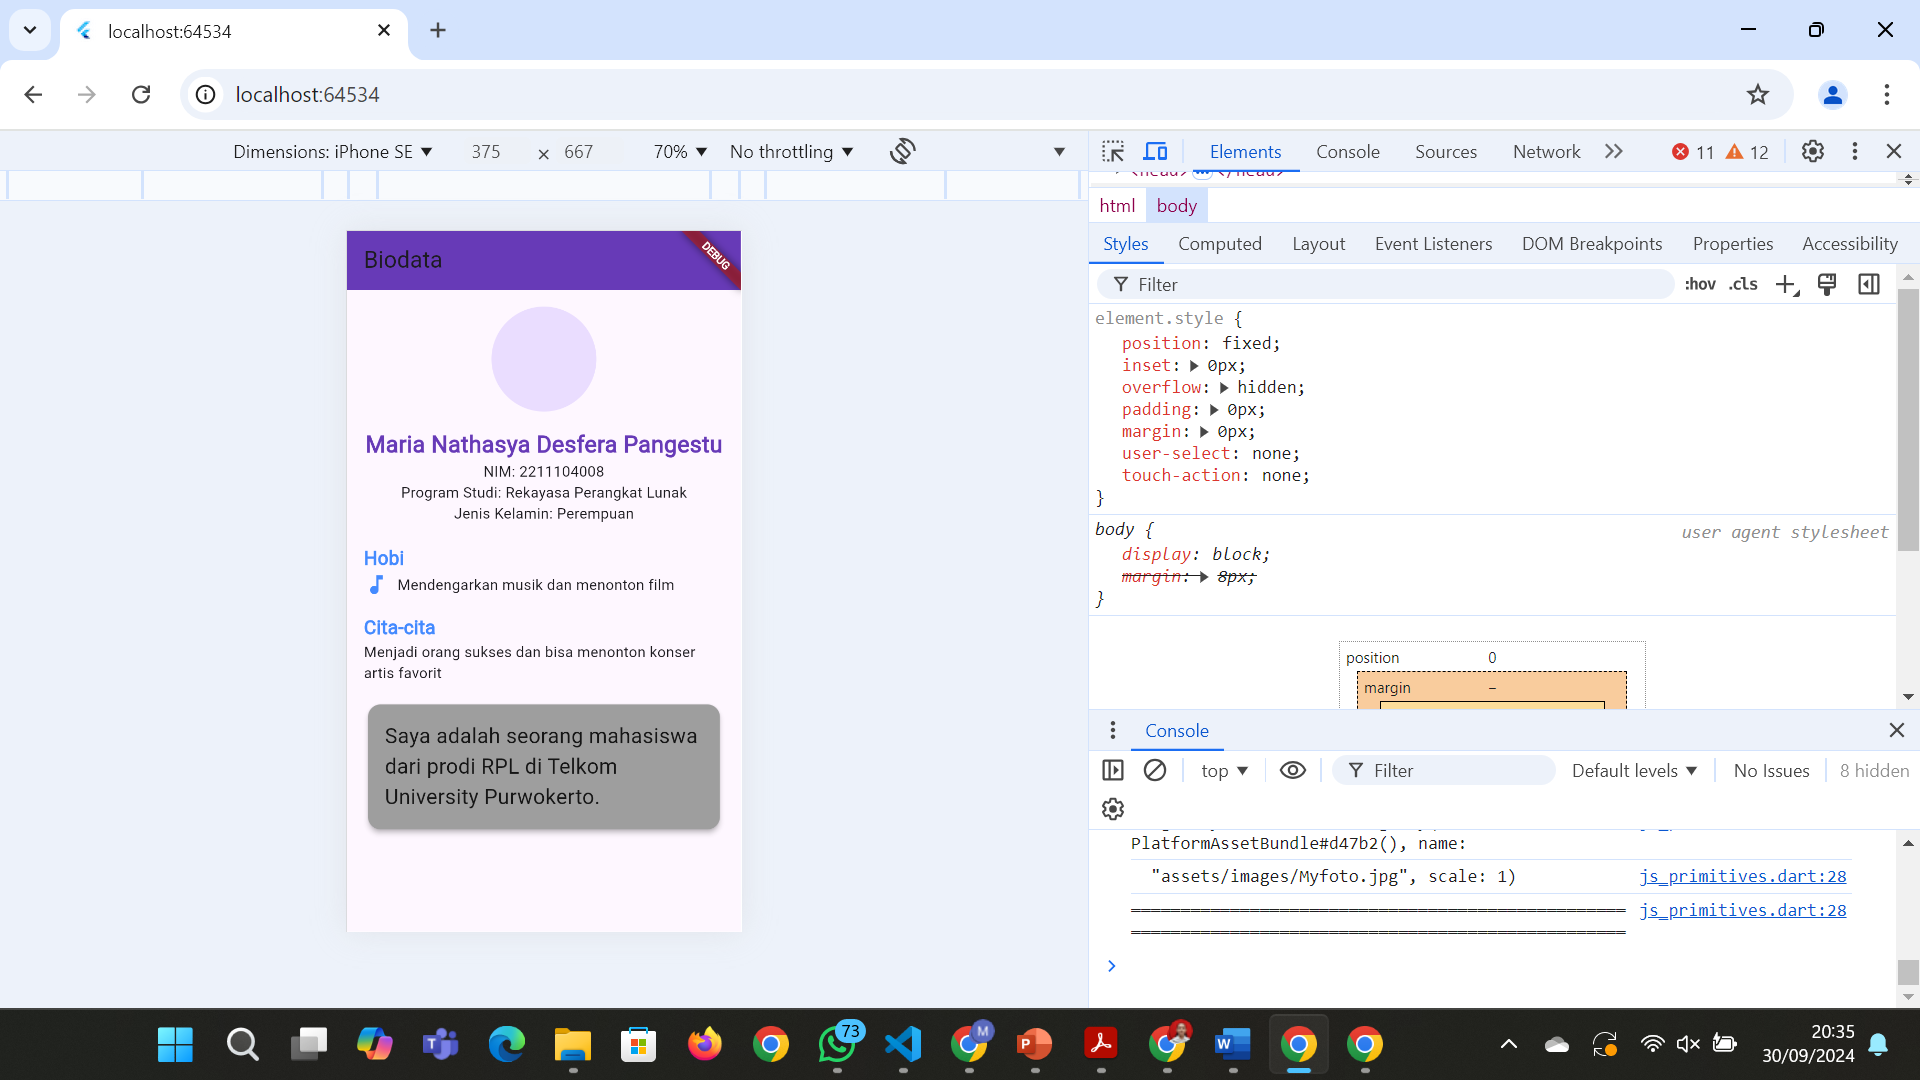 localhost:64534
localhost:64534
Dimensions: iPhone SE 375 × 667 70% No throttling
Elements Console Sources Network 11 12
html body
Styles Computed Layout Event Listeners DOM Breakpoints Properties Accessibility
Filter :hov .cls
element.style {
position: fixed;
inset: 0px;
overflow: hidden;
padding: 0px;
margin: 0px;
user-select: none;
touch-action: none;
}
body { user agent stylesheet
display: block;
margin: 8px;
}
position 0
margin –
Console
top Filter Default levels No Issues 8 hidden
PlatformAssetBundle#d47b2(), name:
"assets/images/Myfoto.jpg", scale: 1) js_primitives.dart:28
================================================== js_primitives.dart:28
==================================================
Biodata
DEBUG
Maria Nathasya Desfera Pangestu
NIM: 2211104008
Program Studi: Rekayasa Perangkat Lunak
Jenis Kelamin: Perempuan
Hobi
Mendengarkan musik dan menonton film
Cita-cita
Menjadi orang sukses dan bisa menonton konser
artis favorit
Saya adalah seorang mahasiswa
dari prodi RPL di Telkom
University Purwokerto.
73
M
20:35
30/09/2024